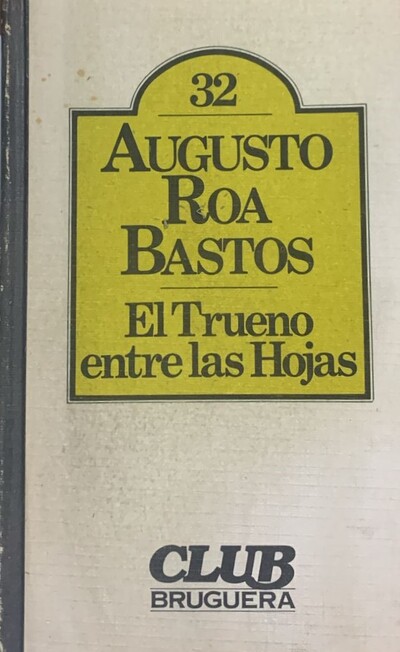 32
AUGUSTO
ROA
BASTOS
El Trueno
entre las Hojas
CLUB
BRUGUERA